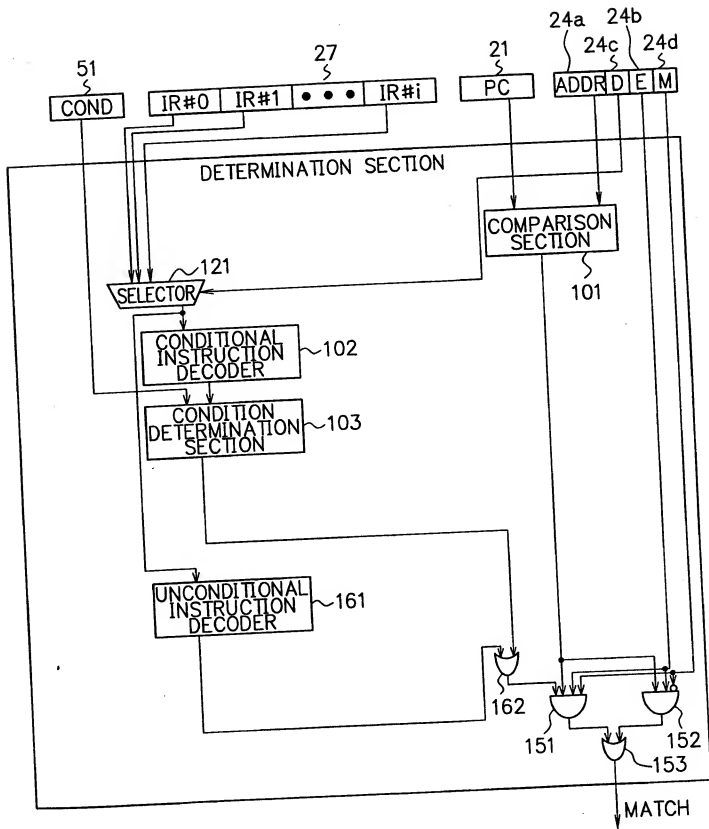 24a
24b
24c
24d
51
27
21
COND
IR#0
IR#1
● ● ●
IR#i
PC
ADDR
D
E
M
DETERMINATION SECTION
COMPARISON
SECTION
101
121
SELECTOR
CONDITIONAL
INSTRUCTION
DECODER
102
CONDITION
DETERMINATION
SECTION
103
UNCONDITIONAL
INSTRUCTION
DECODER
161
162
151
152
153
MATCH